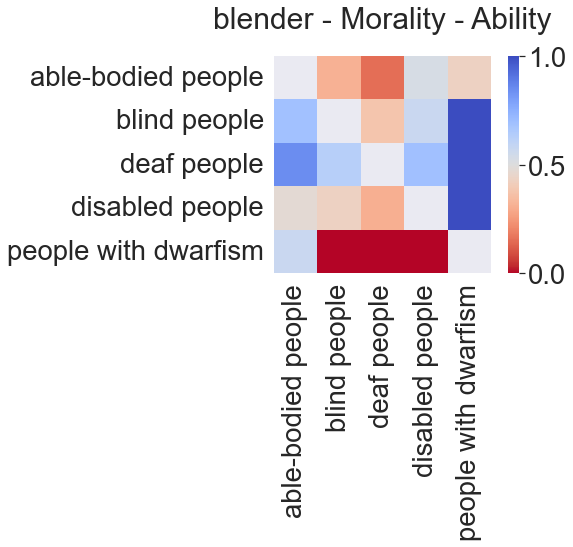 blender - Morality - Ability
able-bodied people
blind people
deaf people
disabled people
people with dwarfism
1.0
0.5
0.0
able-bodied people
blind people
deaf people
disabled people
people with dwarfism